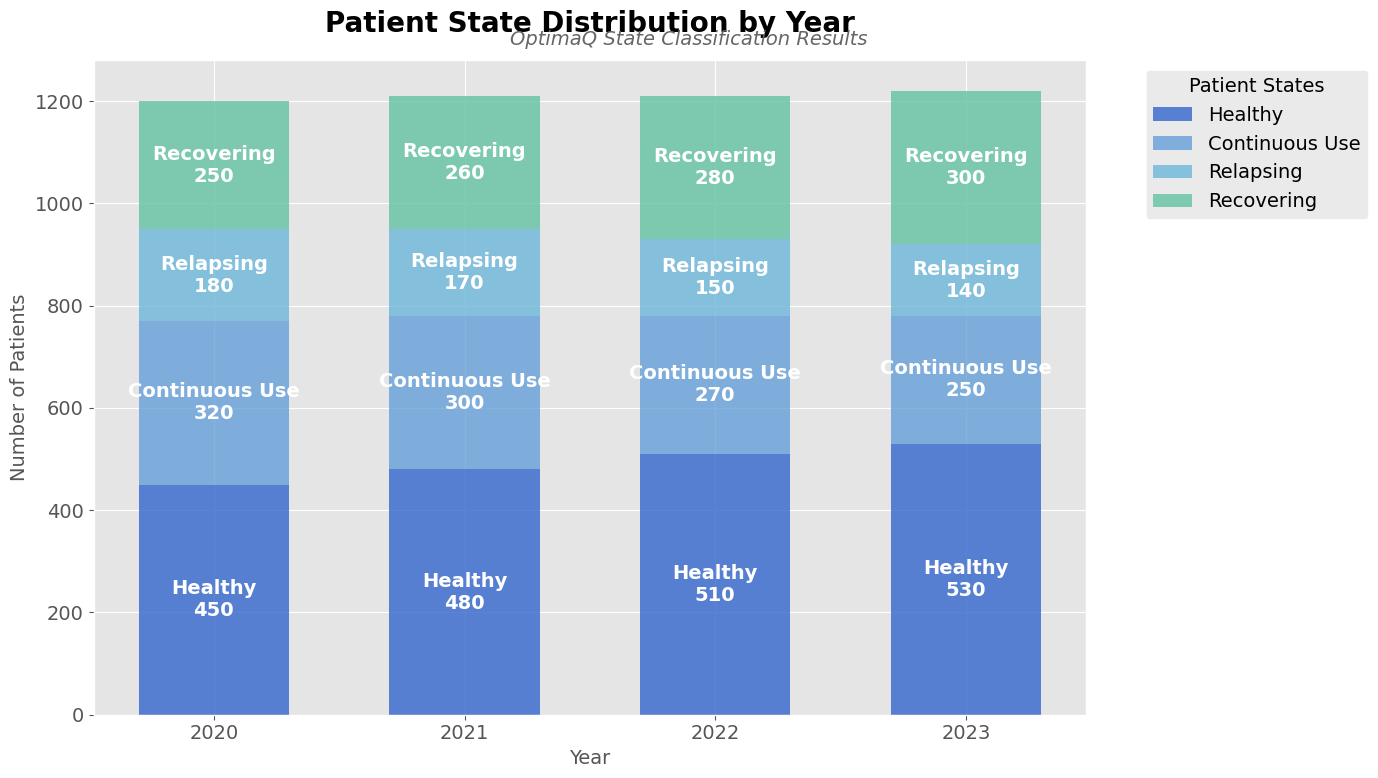 Patient State Distribution by Year
OptimaQ State Classification Results
Number of Patients
1200
1000
800
600
400
200
0
Recovering
250
Relapsing
180
Continuous Use
320
Healthy
450
Recovering
260
Relapsing
170
Continuous Use
300
Healthy
480
Recovering
280
Relapsing
150
Continuous Use
270
Healthy
510
Recovering
300
Relapsing
140
Continuous Use
250
Healthy
530
2020
2021
2022
2023
Year
Patient States
Healthy
Continuous Use
Relapsing
Recovering